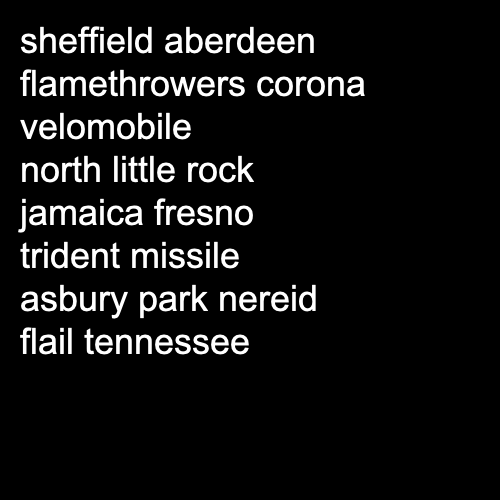 sheffield aberdeen
flamethrowers corona
velomobile
north little rock
jamaica fresno
trident missile
asbury park nereid
flail tennessee